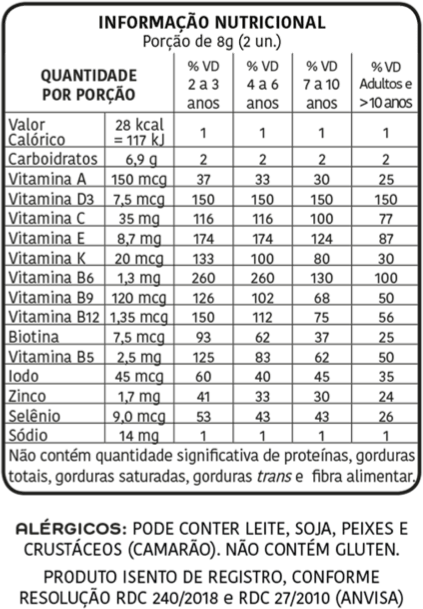 INFORMAÇÃO NUTRICIONAL
Porção de 8g (2 un.)
QUANTIDADE POR PORÇÃO | % VD 2 a 3 anos | % VD 4 a 6 anos | % VD 7 a 10 anos | % VD Adultos e >10 anos
Valor Calórico | 28 kcal = 117 kJ | 1 | 1 | 1 | 1
Carboidratos | 6,9 g | 2 | 2 | 2 | 2
Vitamina A | 150 mcg | 37 | 33 | 30 | 25
Vitamina D3 | 7,5 mcg | 150 | 150 | 150 | 150
Vitamina C | 35 mg | 116 | 116 | 100 | 77
Vitamina E | 8,7 mg | 174 | 174 | 124 | 87
Vitamina K | 20 mcg | 133 | 100 | 80 | 30
Vitamina B6 | 1,3 mg | 260 | 260 | 130 | 100
Vitamina B9 | 120 mcg | 126 | 102 | 68 | 50
Vitamina B12 | 1,35 mcg | 150 | 112 | 75 | 56
Biotina | 7,5 mcg | 93 | 62 | 37 | 25
Vitamina B5 | 2,5 mg | 125 | 83 | 62 | 50
Iodo | 45 mcg | 60 | 40 | 45 | 35
Zinco | 1,7 mg | 41 | 33 | 30 | 24
Selênio | 9,0 mcg | 53 | 43 | 43 | 26
Sódio | 14 mg | 1 | 1 | 1 | 1
Não contém quantidade significativa de proteínas, gorduras
totais, gorduras saturadas, gorduras trans e fibra alimentar.
ALÉRGICOS: PODE CONTER LEITE, SOJA, PEIXES E
CRUSTÁCEOS (CAMARÃO). NÃO CONTÉM GLUTEN.
PRODUTO ISENTO DE REGISTRO, CONFORME
RESOLUÇÃO RDC 240/2018 e RDC 27/2010 (ANVISA)